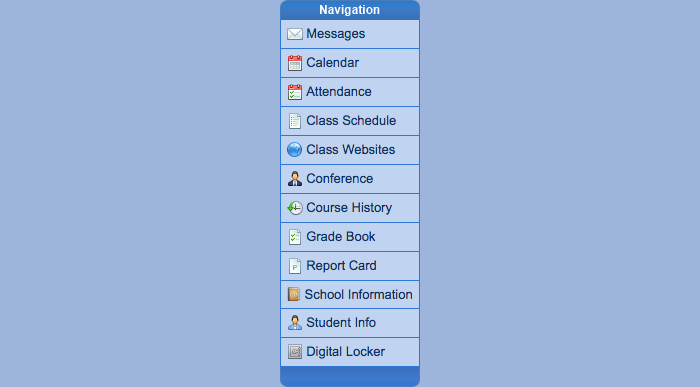 Navigation
Messages
Calendar
Attendance
Class Schedule
Class Websites
Conference
Course History
Grade Book
Report Card
School Information
Student Info
Digital Locker